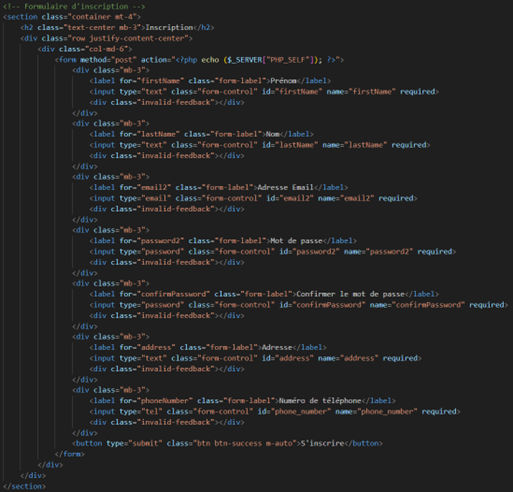 <!-- Formulaire d'inscription -->
<section class="container mt-4">
<h2 class="text-center mb-3">Inscription</h2>
<div class="row justify-content-center">
<div class="col-md-6">
<form method="post" action="<?php echo ($_SERVER["PHP_SELF"]); ?>">
<div class="mb-3">
<label for="firstName" class="form-label">Prénom</label>
<input type="text" class="form-control" id="firstName" name="firstName" required>
<div class="invalid-feedback"></div>
</div>
<div class="mb-3">
<label for="lastName" class="form-label">Nom</label>
<input type="text" class="form-control" id="lastName" name="lastName" required>
<div class="invalid-feedback"></div>
</div>
<div class="mb-3">
<label for="email2" class="form-label">Adresse Email</label>
<input type="email" class="form-control" id="email2" name="email2" required>
<div class="invalid-feedback"></div>
</div>
<div class="mb-3">
<label for="password2" class="form-label">Mot de passe</label>
<input type="password" class="form-control" id="password2" name="password2" required>
<div class="invalid-feedback"></div>
</div>
<div class="mb-3">
<label for="confirmPassword" class="form-label">Confirmer le mot de passe</label>
<input type="password" class="form-control" id="confirmPassword" name="confirmPassword" required>
<div class="invalid-feedback"></div>
</div>
<div class="mb-3">
<label for="address" class="form-label">Adresse</label>
<input type="text" class="form-control" id="address" name="address" required>
<div class="invalid-feedback"></div>
</div>
<div class="mb-3">
<label for="phoneNumber" class="form-label">Numéro de téléphone</label>
<input type="tel" class="form-control" id="phone_number" name="phone_number" required>
<div class="invalid-feedback"></div>
</div>
<button type="submit" class="btn btn-success m-auto">S'inscrire</button>
</form>
</div>
</div>
</section>